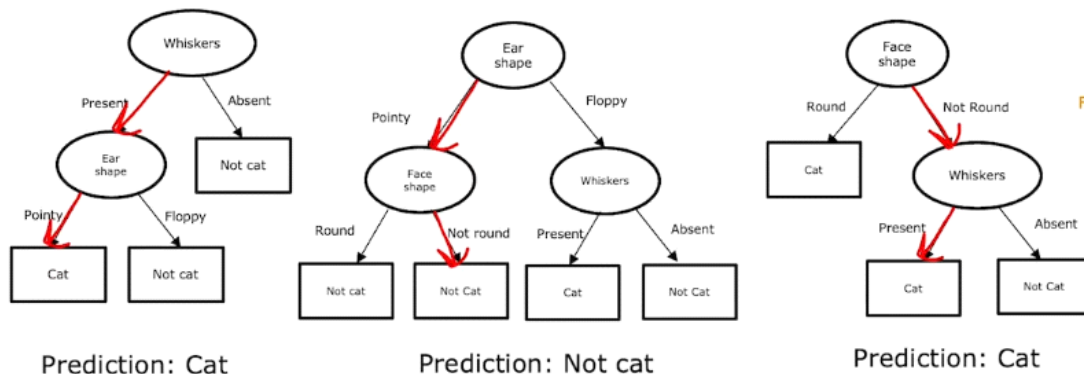 Whiskers
Present
Absent
Ear
shape
Not cat
Pointy
Floppy
Cat
Not cat
Prediction: Cat
Ear
shape
Pointy
Floppy
Face
shape
Whiskers
Round
Not round
Present
Absent
Not cat
Not Cat
Cat
Not Cat
Prediction: Not cat
Face
shape
Round
Not Round
Cat
Whiskers
Present
Absent
Cat
Not Cat
Prediction: Cat
F